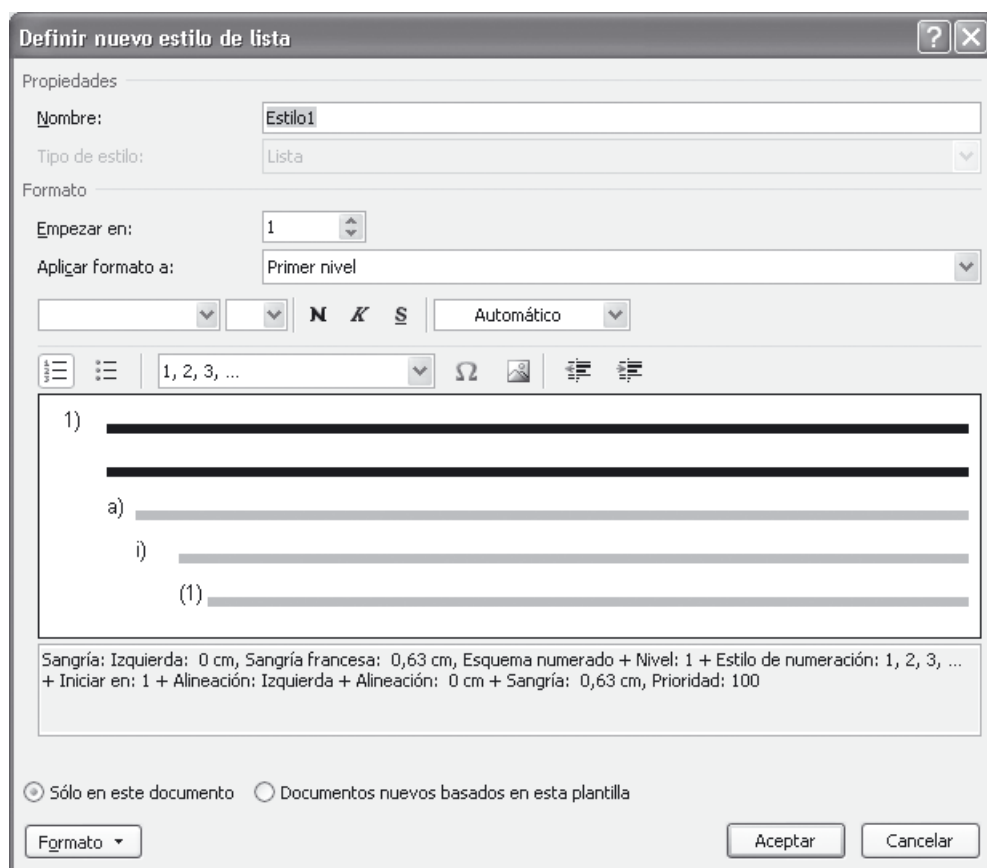 Definir nuevo estilo de lista
Propiedades
Nombre: Estilo1
Tipo de estilo: Lista
Formato
Empezar en: 1
Aplicar formato a: Primer nivel
N K S Automático
1, 2, 3, ... Ω
1)
a)
i)
(1)
Sangría: Izquierda: 0 cm, Sangría francesa: 0,63 cm, Esquema numerado + Nivel: 1 + Estilo de numeración: 1, 2, 3, ...
+ Iniciar en: 1 + Alineación: Izquierda + Alineación: 0 cm + Sangría: 0,63 cm, Prioridad: 100
Sólo en este documento Documentos nuevos basados en esta plantilla
Formato Aceptar Cancelar